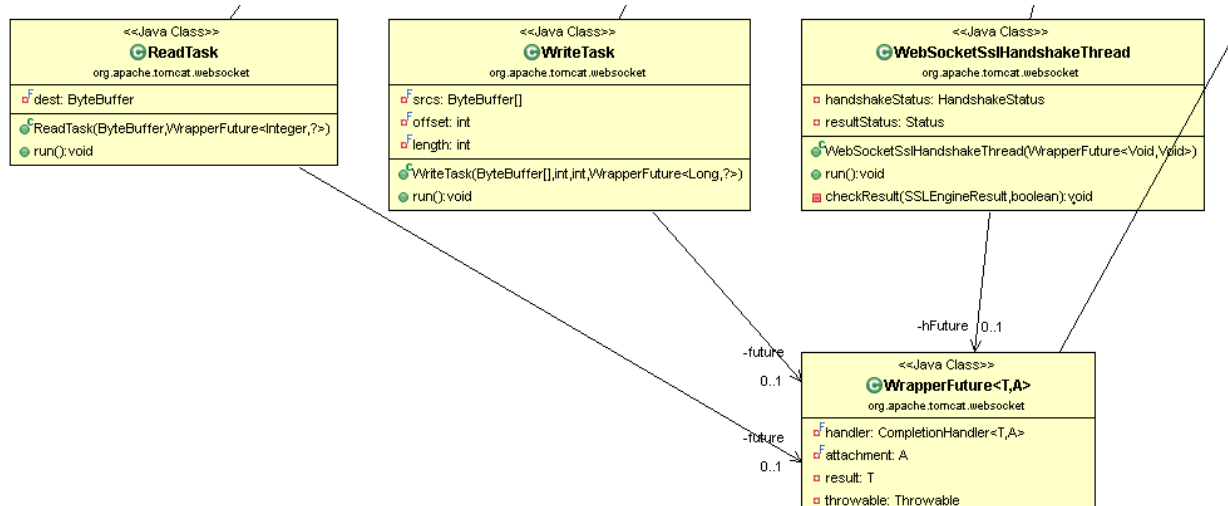 <<Java Class>>
ReadTask
org.apache.tomcat.websocket
dest: ByteBuffer
ReadTask(ByteBuffer,WrapperFuture<Integer,?>)
run():void
<<Java Class>>
WriteTask
org.apache.tomcat.websocket
srcs: ByteBuffer[]
offset: int
length: int
WriteTask(ByteBuffer[],int,int,WrapperFuture<Long,?>)
run():void
<<Java Class>>
WebSocketSslHandshakeThread
org.apache.tomcat.websocket
handshakeStatus: HandshakeStatus
resultStatus: Status
WebSocketSslHandshakeThread(WrapperFuture<Void,Void>)
run():void
checkResult(SSLEngineResult,boolean):void
-hFuture 0..1
-future
0..1
-future
0..1
<<Java Class>>
WrapperFuture<T,A>
org.apache.tomcat.websocket
handler: CompletionHandler<T,A>
attachment: A
result: T
throwable: Throwable